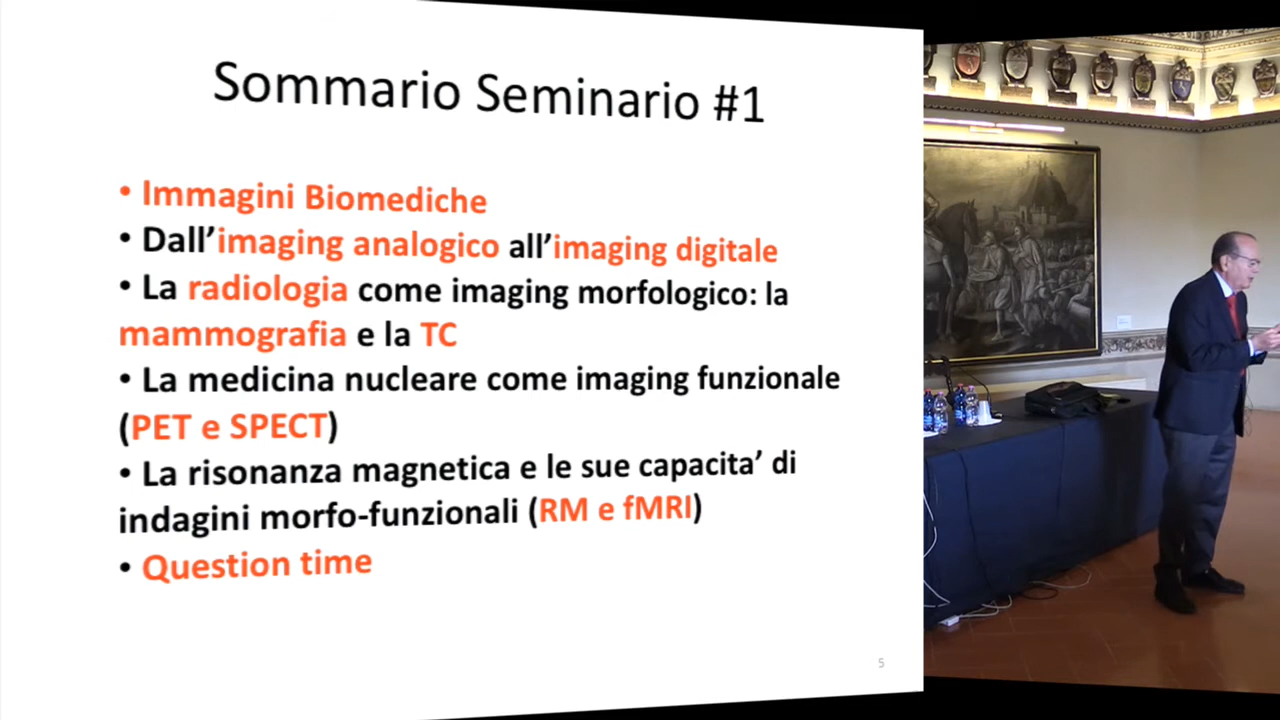 Sommario Seminario #1
• Immagini Biomediche
• Dall’imaging analogico all’imaging digitale
• La radiologia come imaging morfologico: la
mammografia e la TC
• La medicina nucleare come imaging funzionale
(PET e SPECT)
• La risonanza magnetica e le sue capacita’ di
indagini morfo-funzionali (RM e fMRI)
• Question time
5